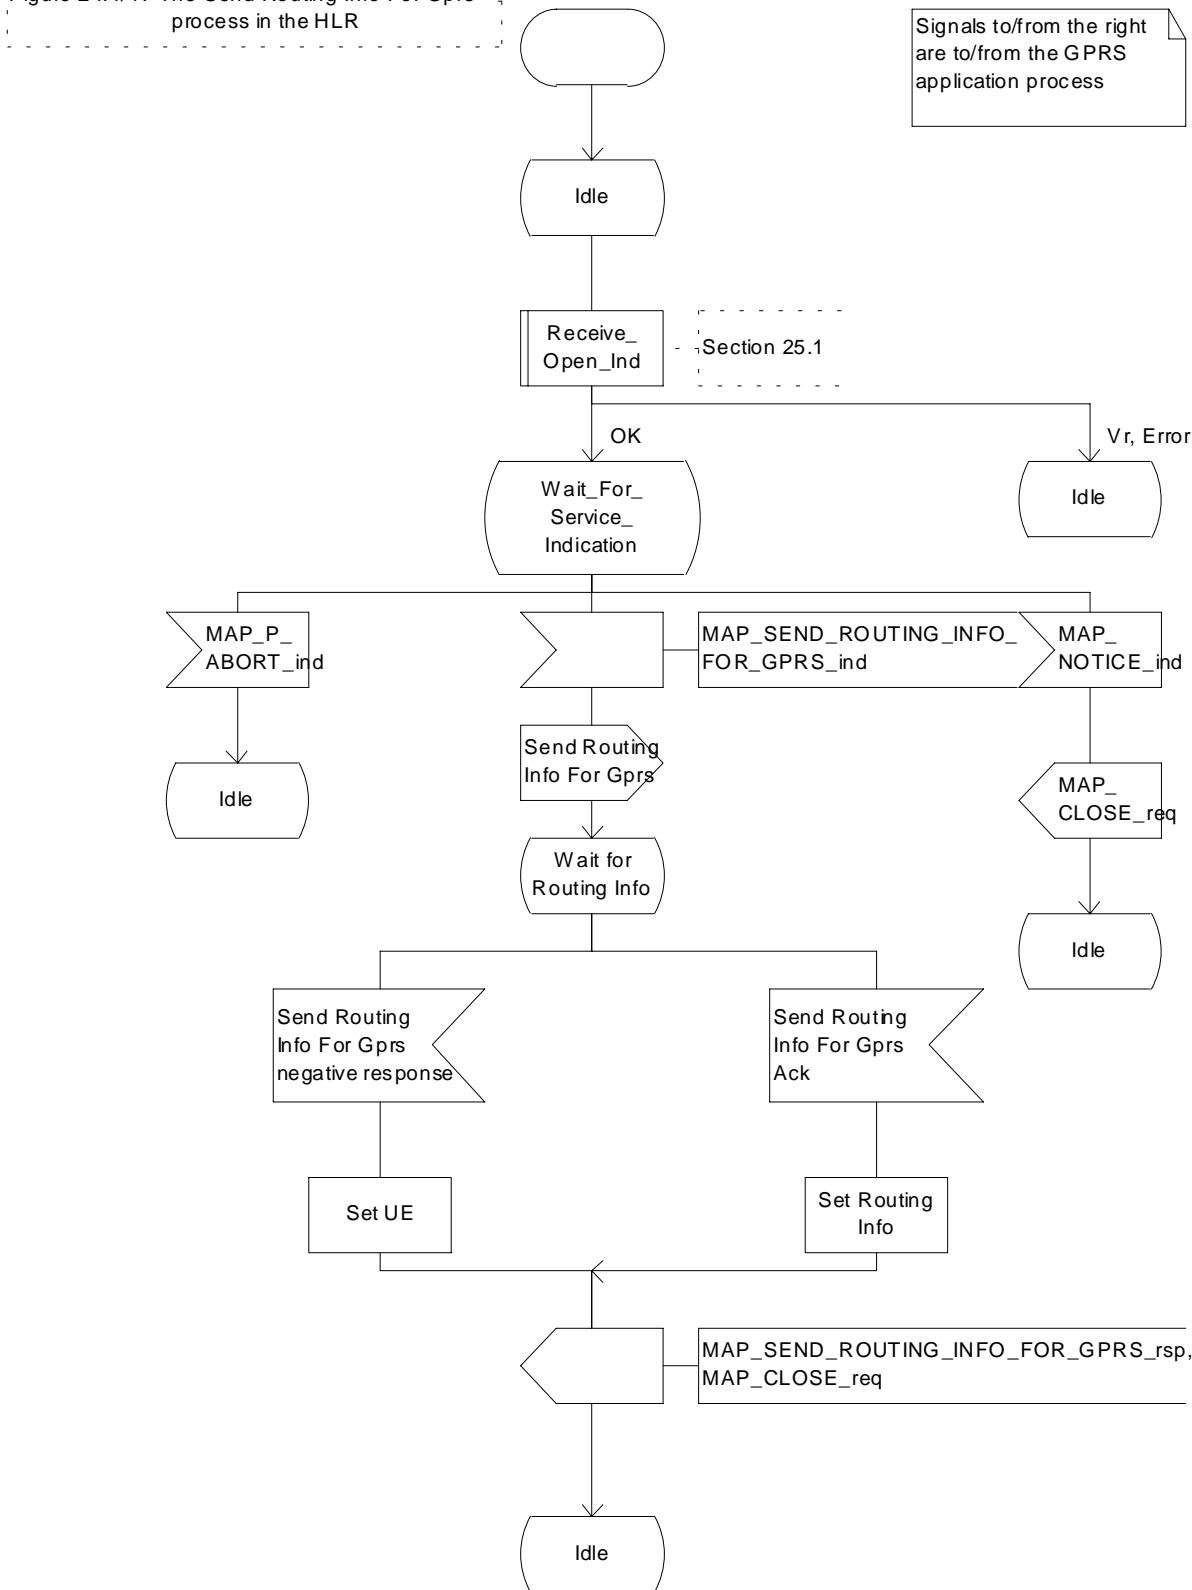 process in the HLR
Signals to/from the right
are to/from the GPRS
application process
Idle
Receive_
Open_Ind
Section 25.1
OK
Vr, Error
Wait_For_
Service_
Indication
Idle
MAP_P_
ABORT_ind
MAP_SEND_ROUTING_INFO_
FOR_GPRS_ind
MAP_
NOTICE_ind
Send Routing
Info For Gprs
Idle
MAP_
CLOSE_req
Wait for
Routing Info
Idle
Send Routing
Info For Gprs
negative response
Send Routing
Info For Gprs
Ack
Set UE
Set Routing
Info
MAP_SEND_ROUTING_INFO_FOR_GPRS_rsp,
MAP_CLOSE_req
Idle